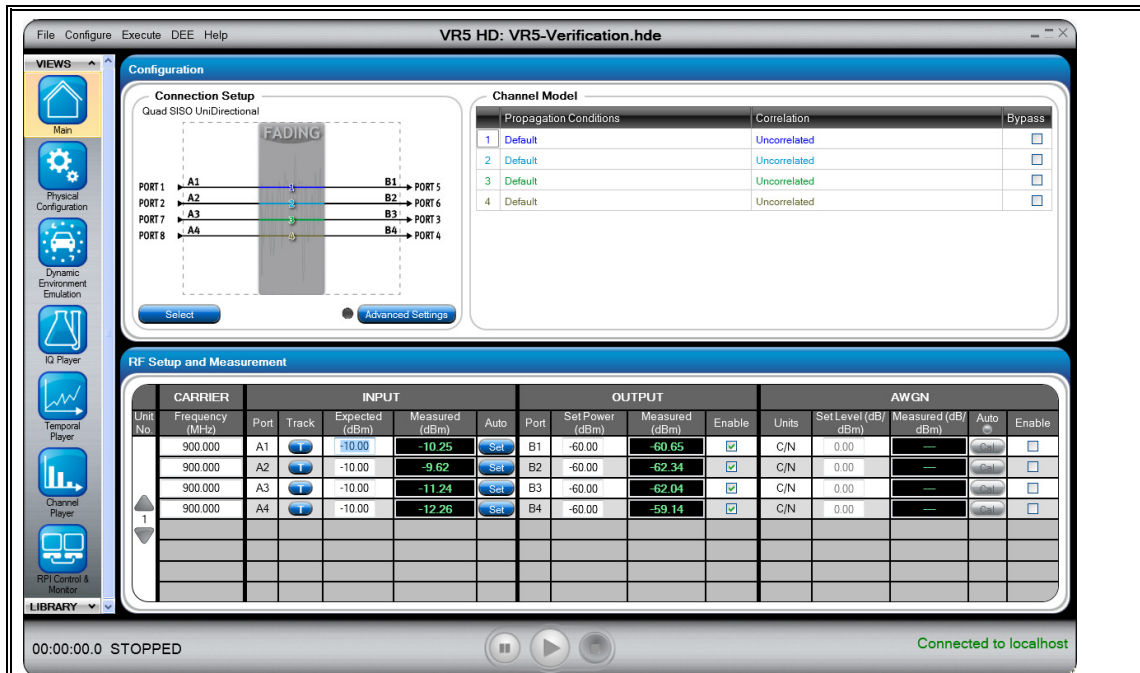 File Configure Execute DEE Help
VR5 HD: VR5-Verification.hde
VIEWS
Main
Physical
Configuration
Dynamic
Environment
Emulation
IQ Player
Temporal
Player
Channel
Player
RPI Control &
Monitor
LIBRARY
Configuration
Connection Setup
Quad SISO UniDirectional
FADING
PORT 1 A1 1 B1 PORT 5
PORT 2 A2 2 B2 PORT 6
PORT 7 A3 3 B3 PORT 3
PORT 8 A4 4 B4 PORT 4
Select
Advanced Settings
Channel Model
Propagation Conditions Correlation Bypass
1 Default Uncorrelated
2 Default Uncorrelated
3 Default Uncorrelated
4 Default Uncorrelated
RF Setup and Measurement
CARRIER INPUT OUTPUT AWGN
Unit No. Frequency (MHz) Port Track Expected (dBm) Measured (dBm) Auto Port Set Power (dBm) Measured (dBm) Enable Units Set Level (dB/ dBm) Measured (dB/ dBm) Auto Enable
900.000 A1 T -10.00 -10.25 Set B1 -60.00 -60.65 C/N 0.00 — Cal
900.000 A2 T -10.00 -9.62 Set B2 -60.00 -62.34 C/N 0.00 — Cal
900.000 A3 T -10.00 -11.24 Set B3 -60.00 -62.04 C/N 0.00 — Cal
900.000 A4 T -10.00 -12.26 Set B4 -60.00 -59.14 C/N 0.00 — Cal
1
00:00:00.0 STOPPED
Connected to localhost